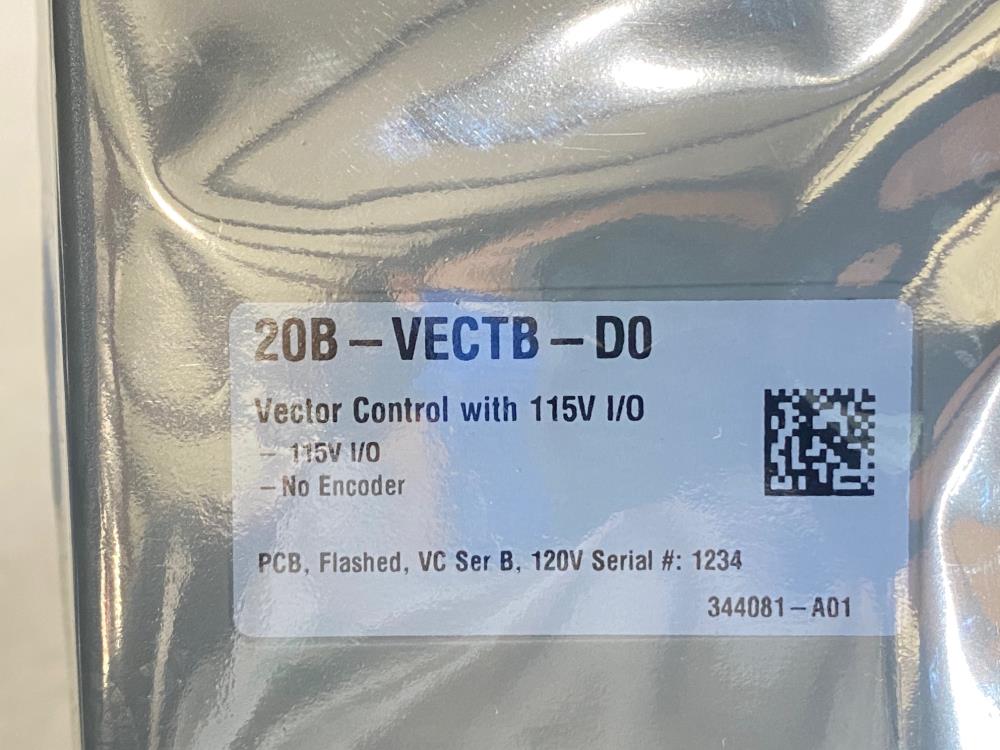 20B – VECTB – D0
Vector Control with 115V I/O
– 115V I/O
– No Encoder
PCB, Flashed, VC Ser B, 120V Serial #: 1234
344081 – A01